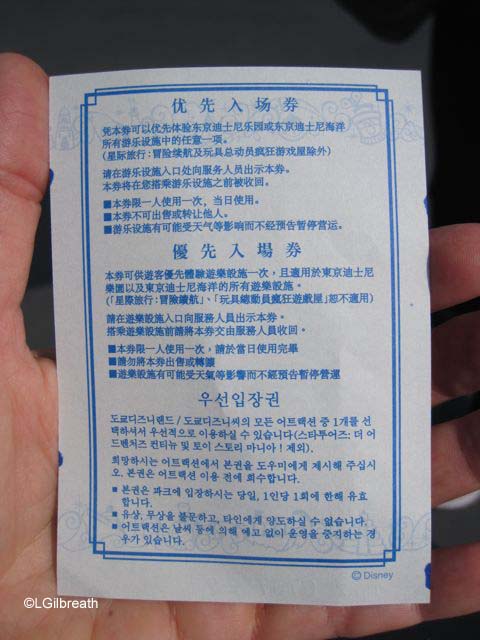 优先入场券
凭本券可以优先体验东京迪士尼乐园或东京迪士尼海洋
所有游乐设施中的任意一项。
(星际旅行:冒险续航及玩具总动员疯狂游戏屋除外)
请在游乐设施入口处向服务人员出示本券。
本券将在您搭乘游乐设施之前被收回。
■本券限一人使用一次,当日使用。
■本券不可出售或转让他人。
■游乐设施有可能受天气等影响而不经预告暂停营运。
優先入場券
本券可供遊客優先體驗遊樂設施一次,且適用於東京迪士尼
樂園以及東京迪士尼海洋的所有遊樂設施。
(「星際旅行:冒險續航」、「玩具總動員瘋狂遊戲屋」恕不適用)
請在遊樂設施入口向服務人員出示本券。
搭乘遊樂設施前請將本券交由服務人員收回。
■本券限一人使用一次,請於當日使用完畢
■請勿將本券出售或轉讓
■遊樂設施有可能受天氣等影響而不經預告暫停營運
우선입장권
도쿄디즈니랜드 / 도쿄디즈니씨의 모든 어트랙션 중 1개를 선
택하셔서 우선적으로 이용하실 수 있습니다(스타투어즈: 더 어
드벤처즈 컨티뉴 및 토이 스토리 마니아 ! 제외).
희망하시는 어트랙션에서 본권을 도우미에게 제시해 주십시
오. 본권은 어트랙션 이용 전에 회수합니다.
■ 본권은 파크에 입장하시는 당일, 1인당 1회에 한해 유효
합니다.
■ 유상, 무상을 불문하고, 타인에게 양도하실 수 없습니다.
■ 어트랙션은 날씨 등에 의해 예고 없이 운영을 중지하는 경
우가 있습니다.
© Disney
©LGilbreath